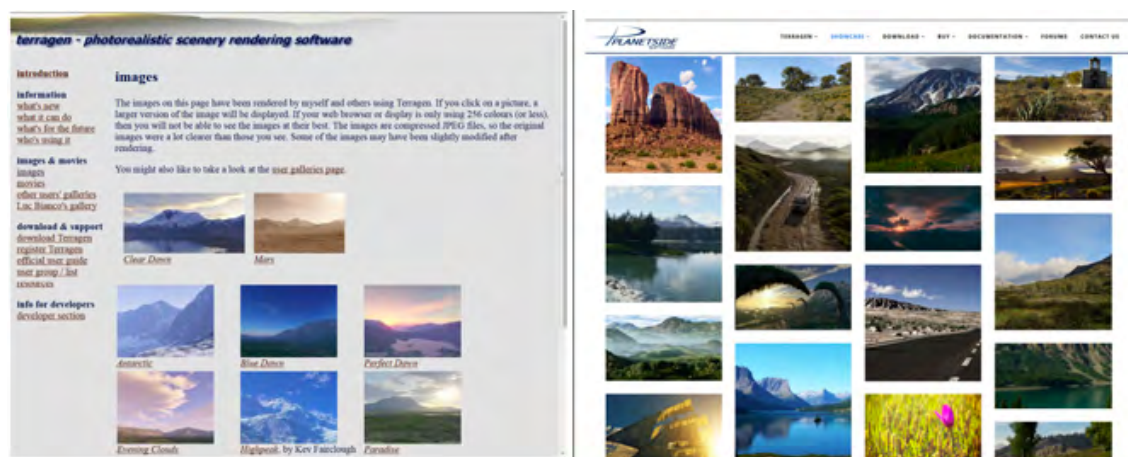 terragen - photorealistic scenery rendering software
introduction
information
what's new
what it can do
what's for the future
who's using it
images & movies
images
movies
other users' galleries
Luc Bianco's gallery
download & support
download Terragen
register Terragen
official user guide
user group / list
resources
info for developers
developer section
images
The images on this page have been rendered by myself and others using Terragen. If you click on a picture, a
larger version of the image will be displayed. If your web browser or display is only using 256 colours (or less),
then you will not be able to see the images at their best. The images are compressed JPEG files, so the original
images were a lot clearer than those you see. Some of the images may have been slightly modified after
rendering.
You might also like to take a look at the user galleries page.
Clear Dawn
Mars
Antarctic
Blue Dawn
Perfect Dawn
Evening Clouds
Highpeak, by Kev Fairclough
Paradise
PLANETSIDE
SOFTWARE
TERRAGEN
SHOWCASE
DOWNLOAD
BUY
DOCUMENTATION
FORUMS
CONTACT US